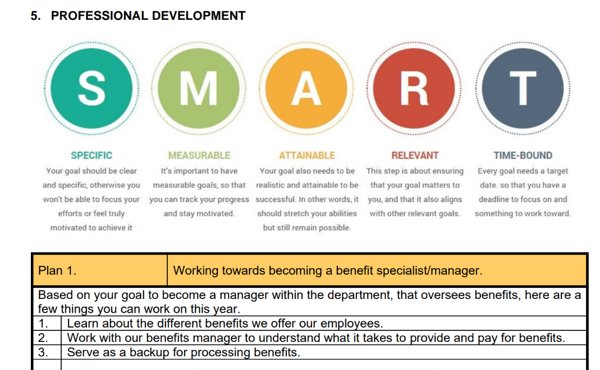 5. PROFESSIONAL DEVELOPMENT
S M A R T
SPECIFIC
Your goal should be clear
and specific, otherwise you
won't be able to focus your
efforts or feel truly
motivated to achieve it
MEASURABLE
It's important to have
measurable goals, so that
you can track your progress
and stay motivated.
ATTAINABLE
Your goal also needs to be
realistic and attainable to be
successful. In other words, it
should stretch your abilities
but still remain possible.
RELEVANT
This step is about ensuring
that your goal matters to
you, and that it also aligns
with other relevant goals.
TIME-BOUND
Every goal needs a target
date. so that you have a
deadline to focus on and
something to work toward.
Plan 1. Working towards becoming a benefit specialist/manager.
Based on your goal to become a manager within the department, that oversees benefits, here are a
few things you can work on this year.
1. Learn about the different benefits we offer our employees.
2. Work with our benefits manager to understand what it takes to provide and pay for benefits.
3. Serve as a backup for processing benefits.